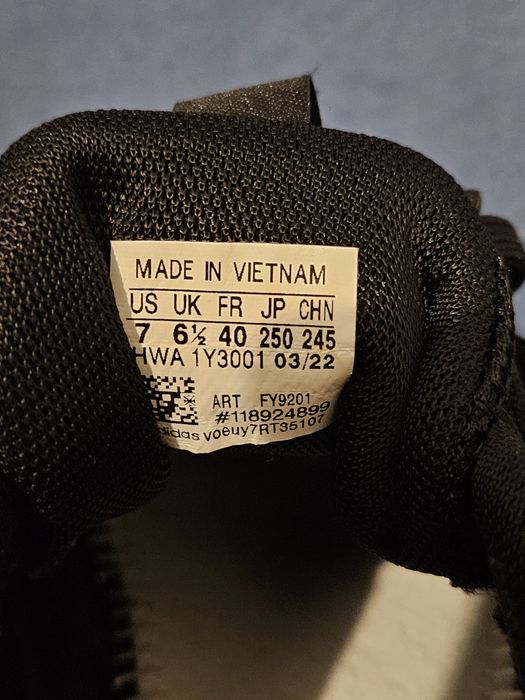 MADE IN VIETNAM
US UK FR JP CHN
7 6½ 40 250 245
HWA 1Y3001 03/22
ART FY9201
#118924899
adidas voeuy7RT35107